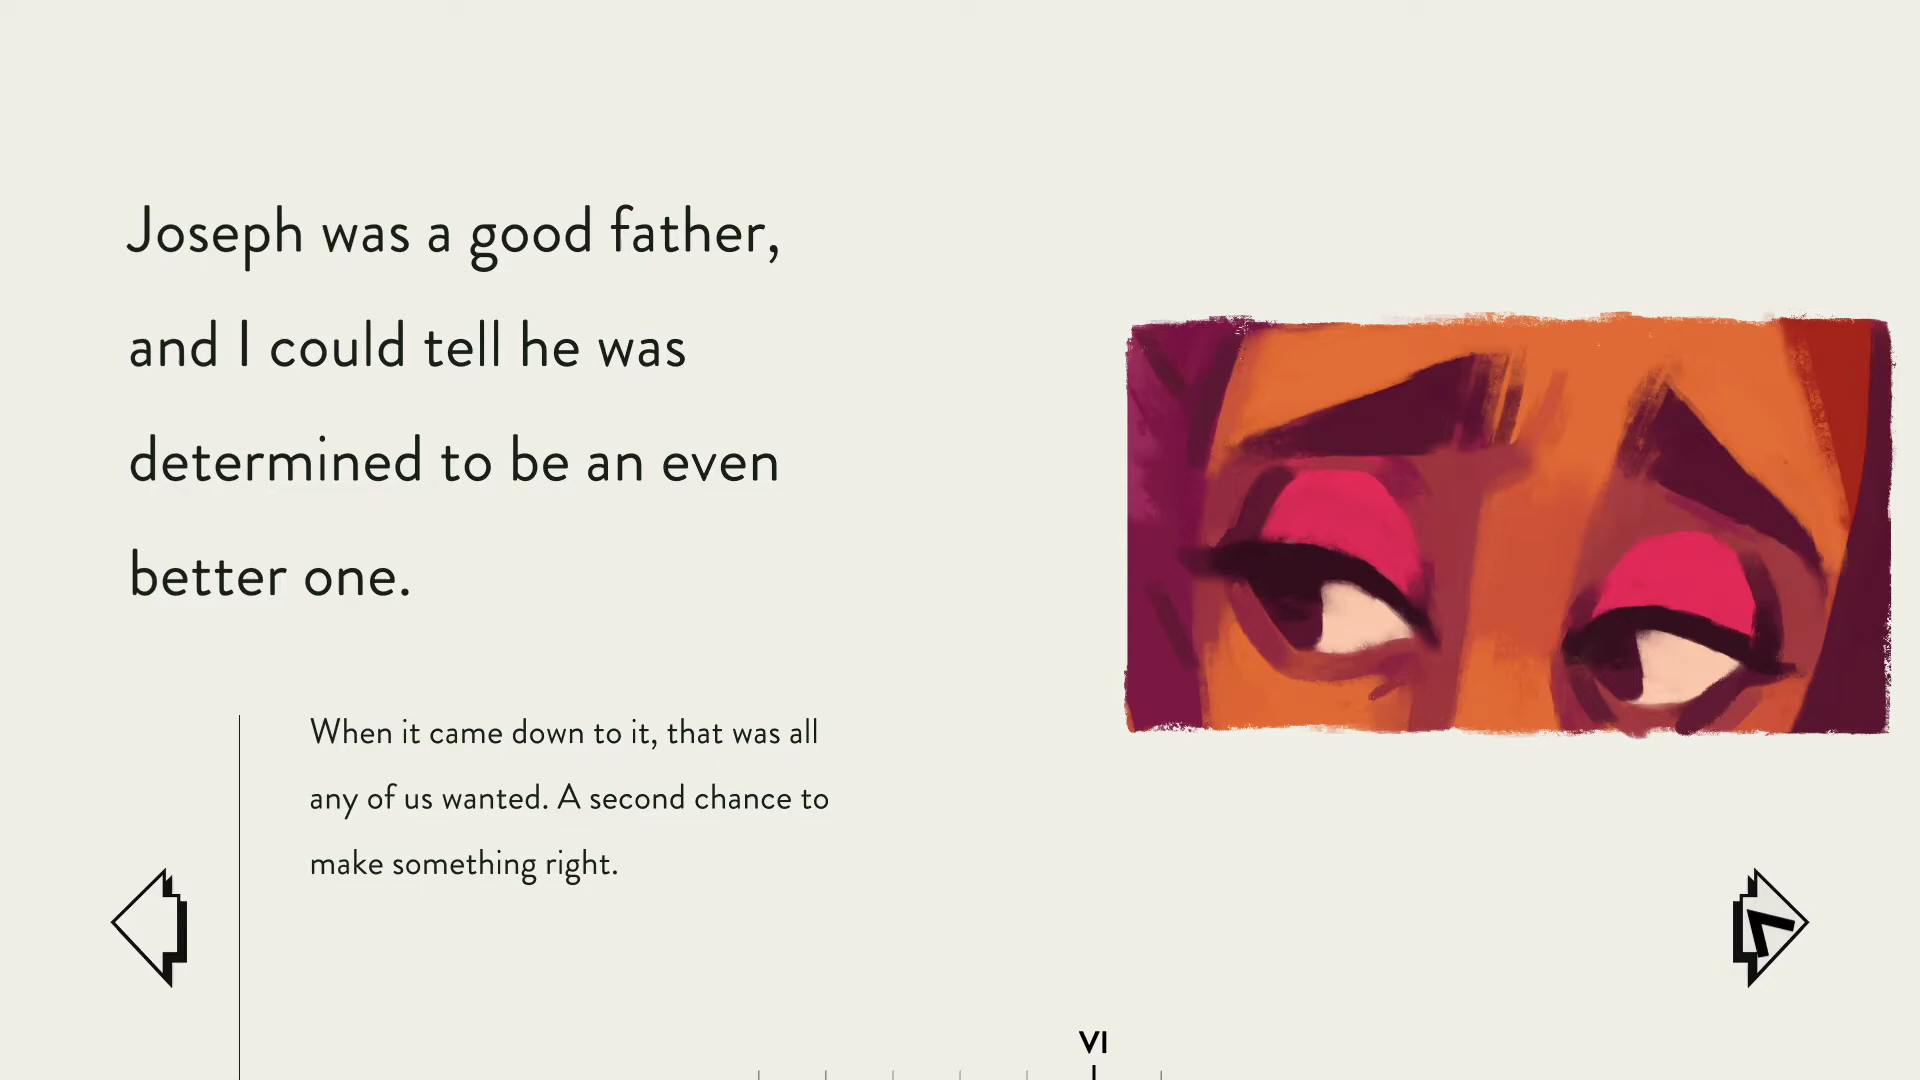 Joseph was a good father,
and I could tell he was
determined to be an even
better one.
When it came down to it, that was all
any of us wanted. A second chance to
make something right.
VI